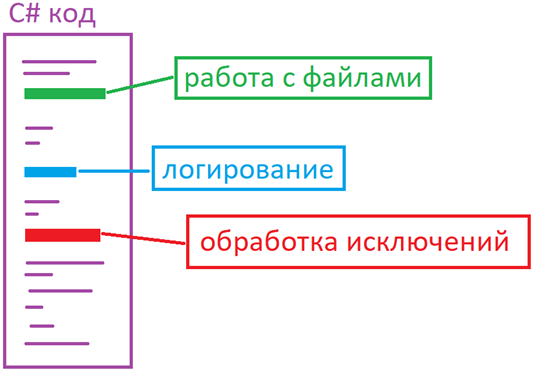 C# код
работа с файлами
логирование
обработка исключений